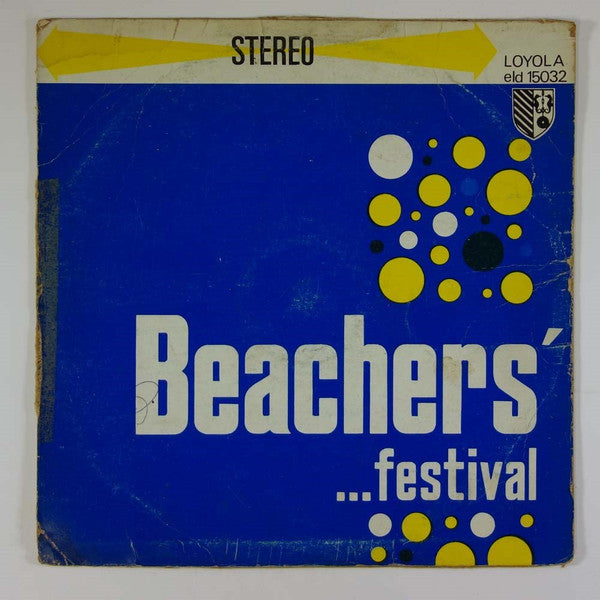 STEREO
LOYOLA
eld 15032
Beachers'
...festival